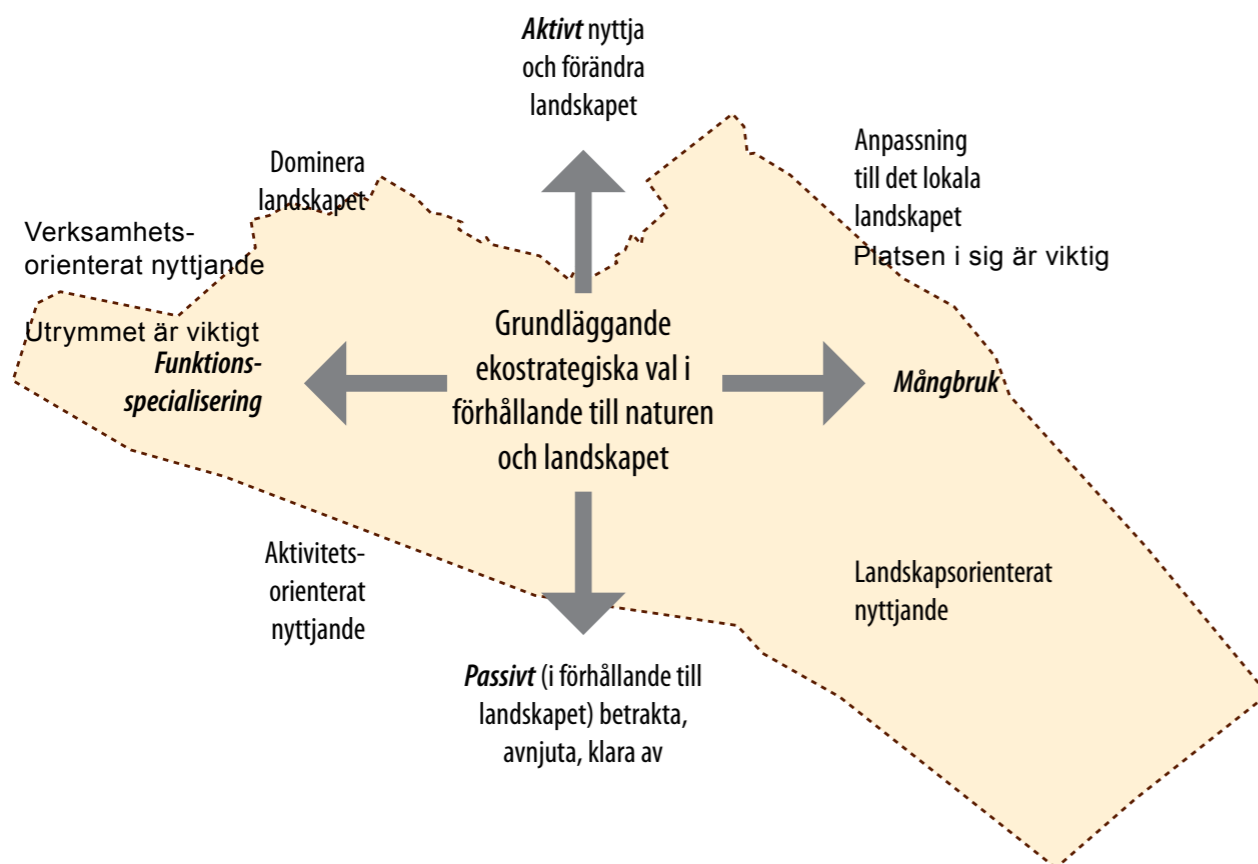 Aktivt nyttja
och förändra
landskapet
Dominera
landskapet
Anpassning
till det lokala
landskapet
Platsen i sig är viktig
Verksamhets-
orienterat nyttjande
Utrymmet är viktigt
Funktions-
specialisering
Grundläggande
ekostrategiska val i
förhållande till naturen
och landskapet
Mångbruk
Aktivitets-
orienterat
nyttjande
Landskapsorienterat
nyttjande
Passivt (i förhållande till
landskapet) betrakta,
avnjuta, klara av